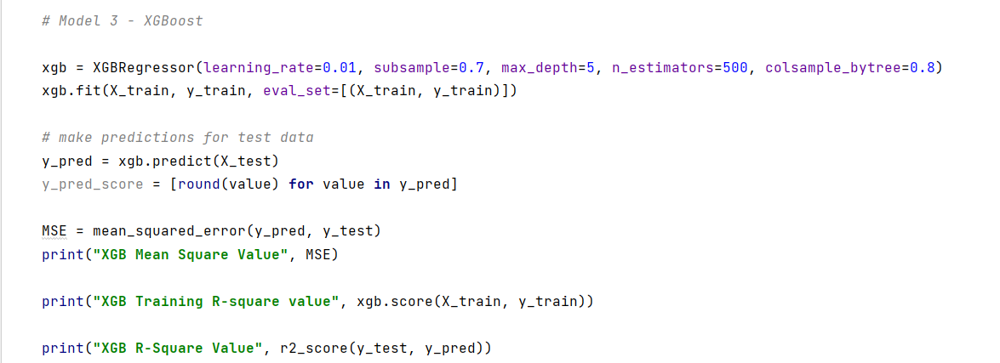 # Model 3 - XGBoost
xgb = XGBRegressor(learning_rate=0.01, subsample=0.7, max_depth=5, n_estimators=500, colsample_bytree=0.8)
xgb.fit(X_train, y_train, eval_set=[(X_train, y_train)])
# make predictions for test data
y_pred = xgb.predict(X_test)
y_pred_score = [round(value) for value in y_pred]
MSE = mean_squared_error(y_pred, y_test)
print("XGB Mean Square Value", MSE)
print("XGB Training R-square value", xgb.score(X_train, y_train))
print("XGB R-Square Value", r2_score(y_test, y_pred))